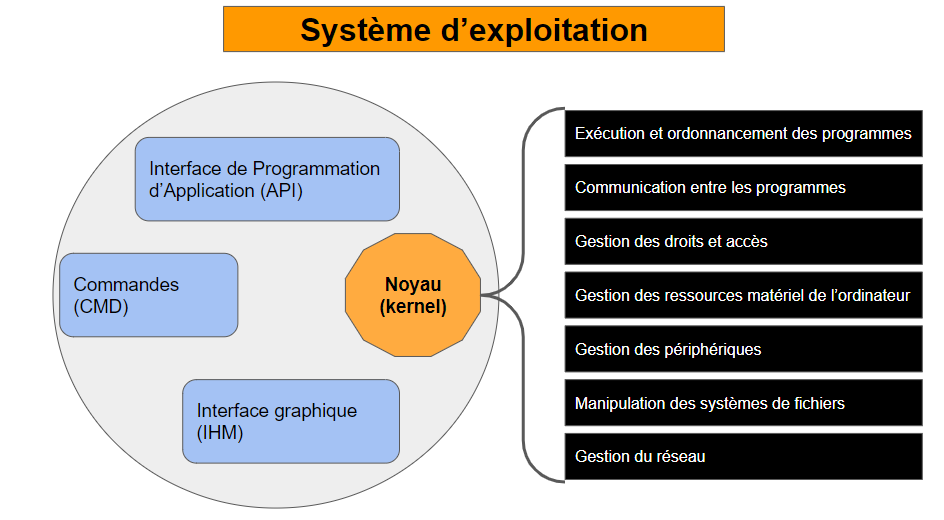 Système d’exploitation
Interface de Programmation
d’Application (API)
Commandes
(CMD)
Noyau
(kernel)
Interface graphique
(IHM)
Exécution et ordonnancement des programmes
Communication entre les programmes
Gestion des droits et accès
Gestion des ressources matériel de l’ordinateur
Gestion des périphériques
Manipulation des systèmes de fichiers
Gestion du réseau